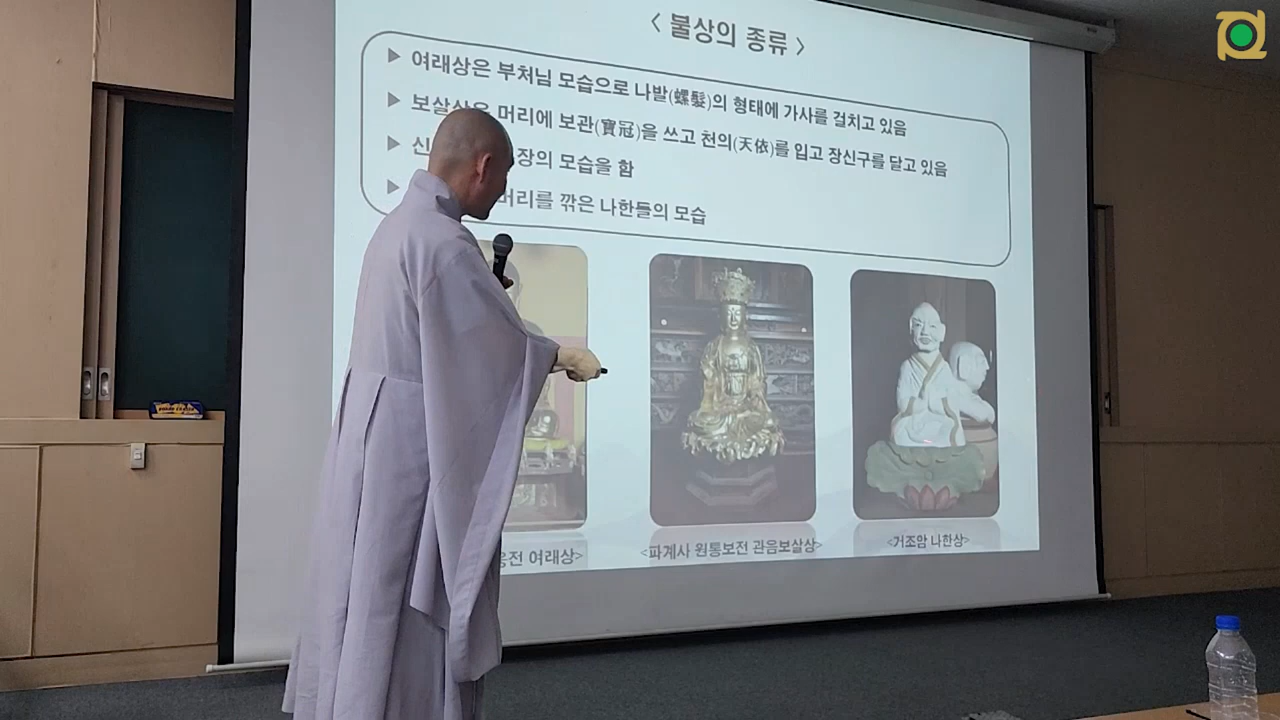 < 불상의 종류 >
▶ 여래상은 부처님 모습으로 나발(螺髮)의 형태에 가사를 걸치고 있음
▶ 보살상은 머리에 보관(寶冠)을 쓰고 천의(天依)를 입고 장신구를 달고 있음
▶ 신 장의 모습을 함
▶ 머리를 깎은 나한들의 모습
웅전 여래상>
<파계사 원통보전 관음보살상>
<거조암 나한상>